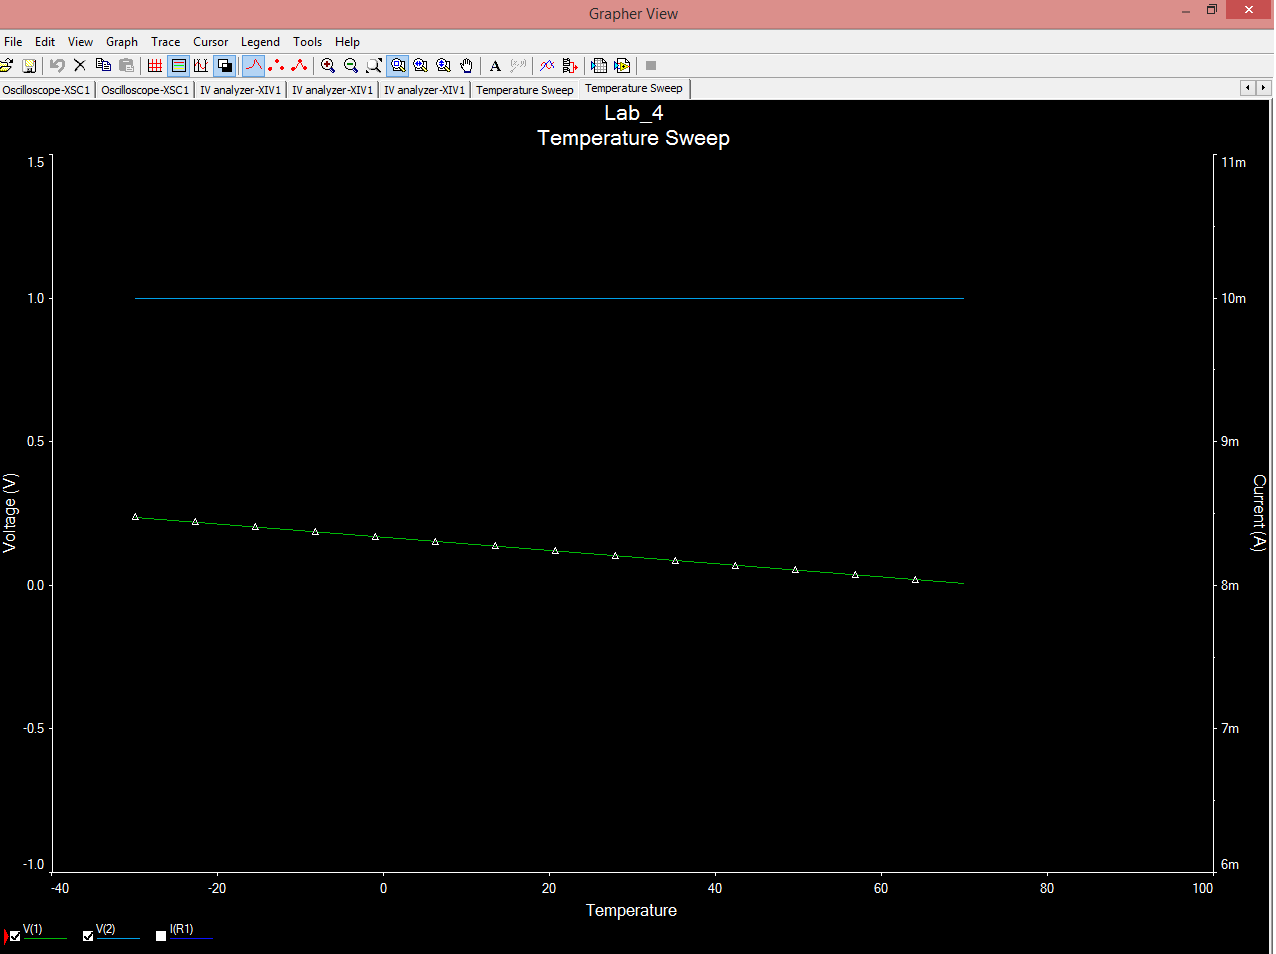 Grapher View
File Edit View Graph Trace Cursor Legend Tools Help
A
Oscilloscope-XSC1 Oscilloscope-XSC1 IV analyzer-XIV1 IV analyzer-XIV1 IV analyzer-XIV1 Temperature Sweep Temperature Sweep
Lab_4
Temperature Sweep
1.5
1.0
0.5
0.0
-0.5
-1.0
Voltage (V)
11m
10m
9m
8m
7m
6m
Current (A)
-40 -20 0 20 40 60 80 100
Temperature
V(1) V(2) I(R1)